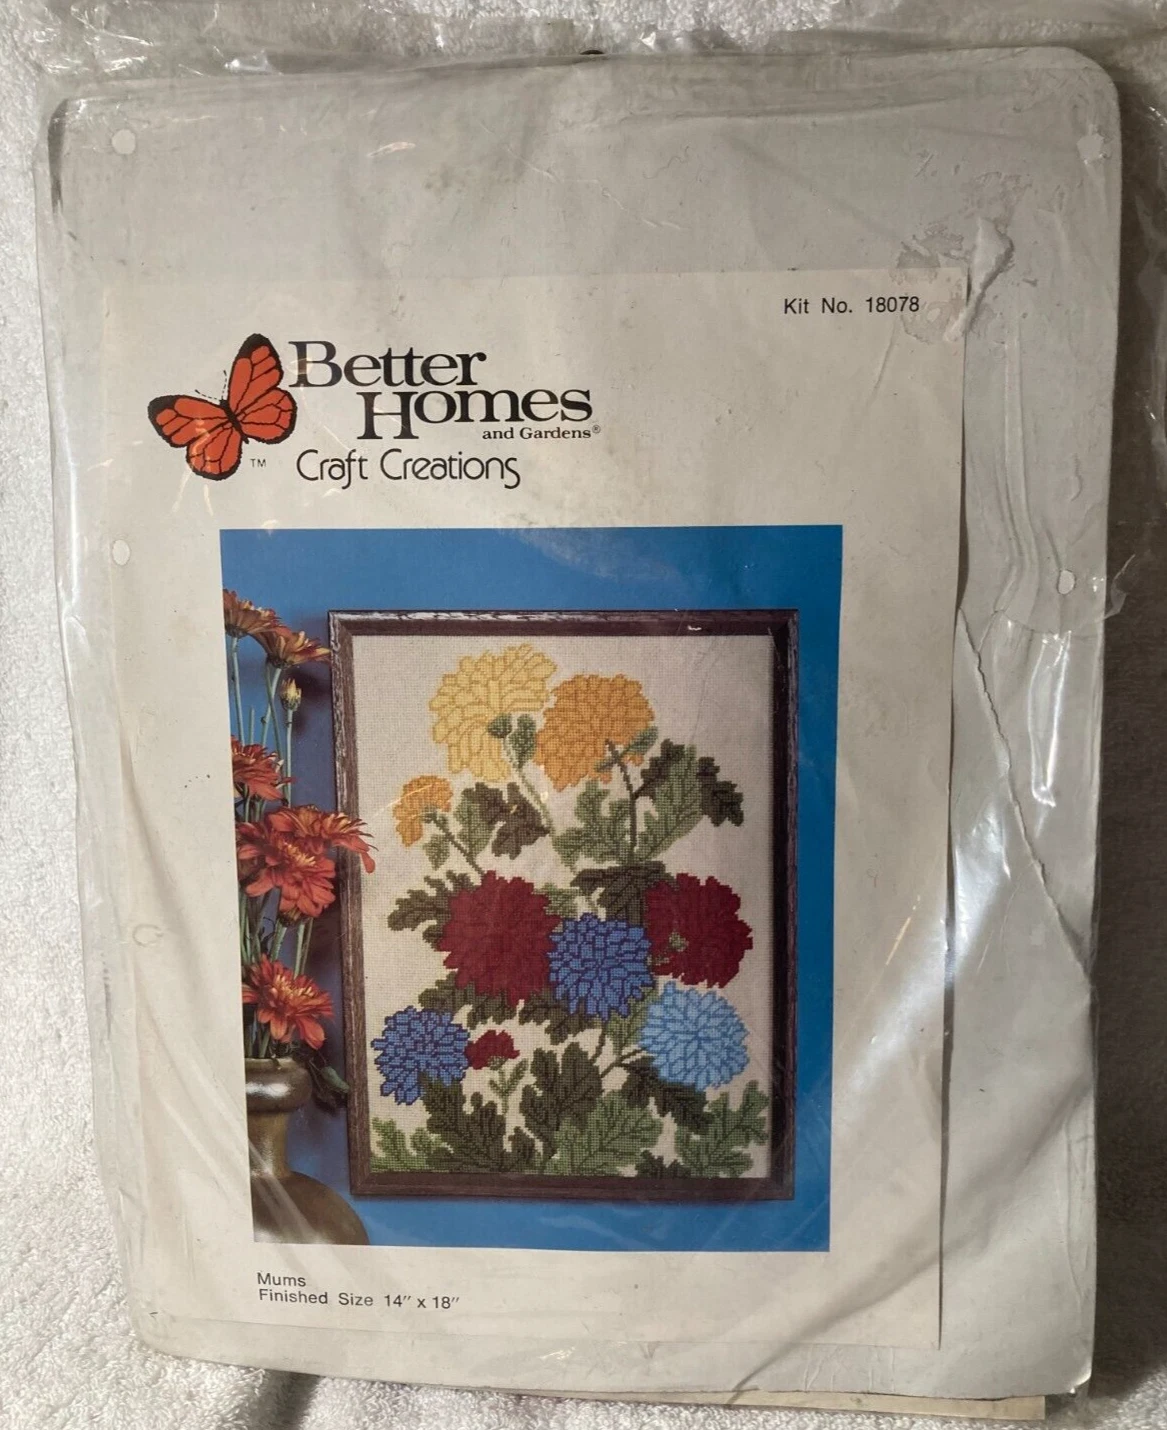 Kit No. 18078
Better
Homes
and Gardens®
TM
Craft Creations
Mums
Finished Size 14" x 18"